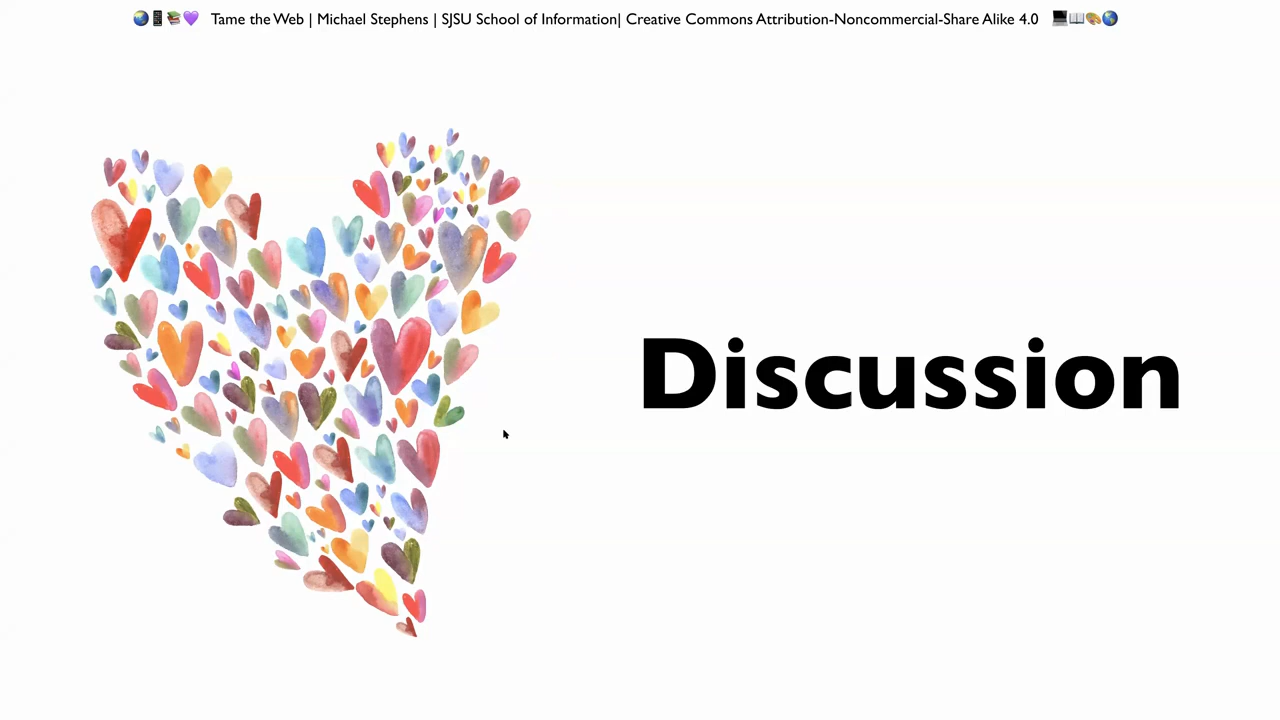 🌎📱📚💜 Tame the Web | Michael Stephens | SJSU School of Information| Creative Commons Attribution-Noncommercial-Share Alike 4.0 💻📖🎨🌎
Discussion